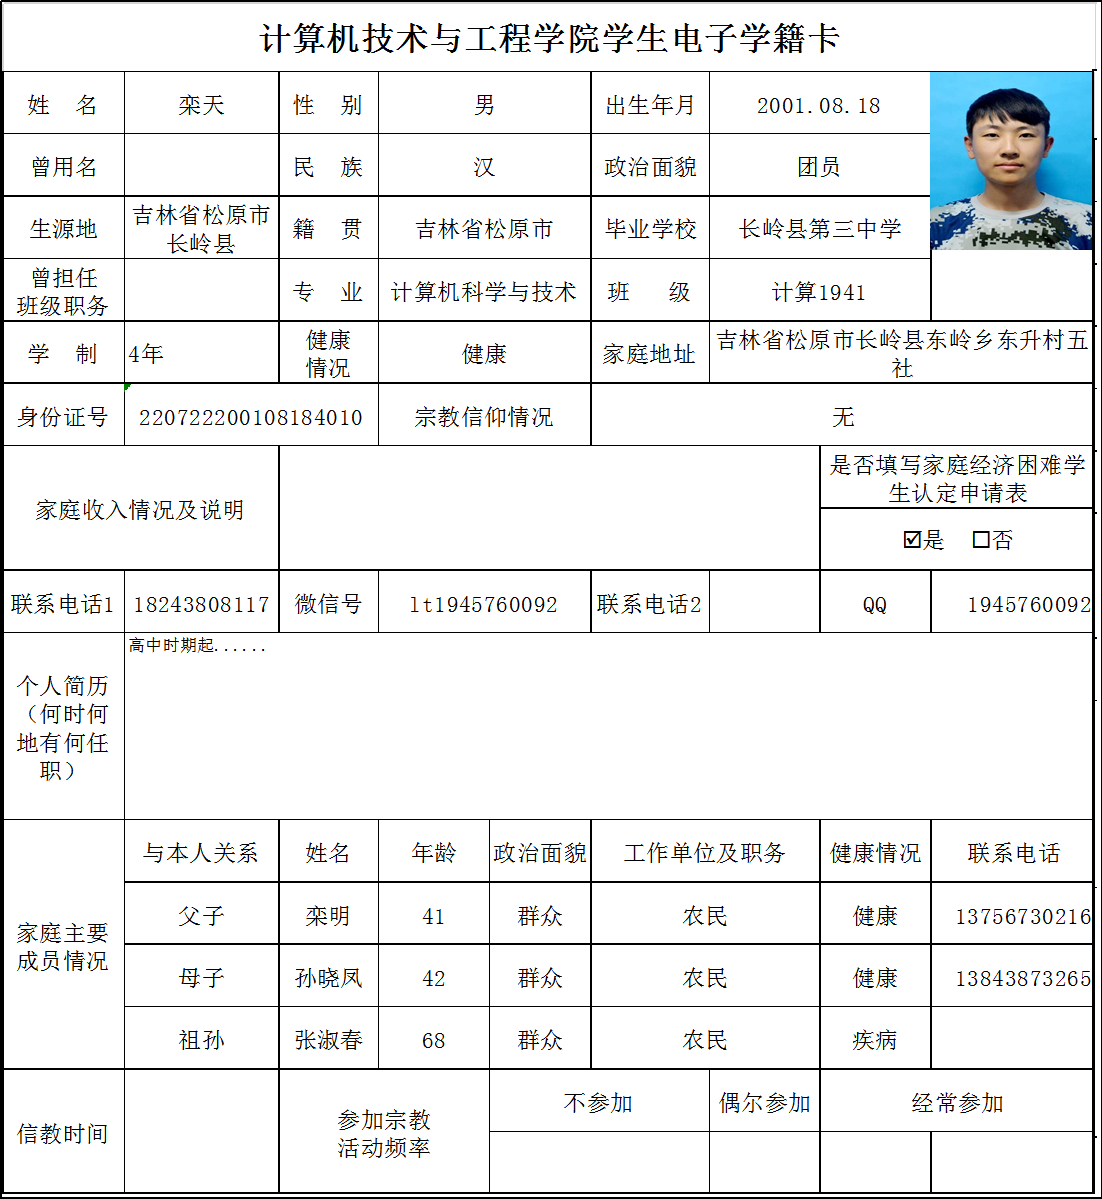 计算机技术与工程学院学生电子学籍卡
姓 名 栾天 性 别 男 出生年月 2001.08.18
曾用名 民 族 汉 政治面貌 团员
生源地 吉林省松原市
长岭县 籍 贯 吉林省松原市 毕业学校 长岭县第三中学
曾担任
班级职务 专 业 计算机科学与技术 班 级 计算1941
学 制 4年 健康
情况 健康 家庭地址 吉林省松原市长岭县东岭乡东升村五
社
身份证号 220722200108184010 宗教信仰情况 无
家庭收入情况及说明 是否填写家庭经济困难学
生认定申请表
☑是 ☐否
联系电话1 18243808117 微信号 lt1945760092 联系电话2 QQ 1945760092
个人简历
（何时何
地有何任
职） 高中时期起......
家庭主要
成员情况 与本人关系 姓名 年龄 政治面貌 工作单位及职务 健康情况 联系电话
父子 栾明 41 群众 农民 健康 13756730216
母子 孙晓凤 42 群众 农民 健康 13843873265
祖孙 张淑春 68 群众 农民 疾病
信教时间 参加宗教
活动频率 不参加 偶尔参加 经常参加